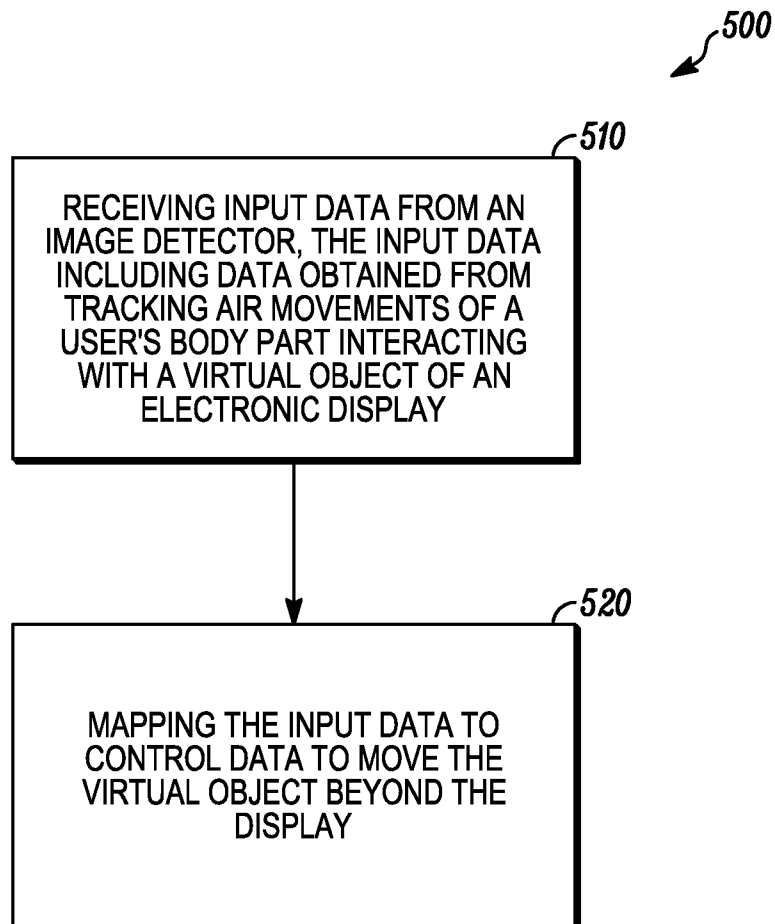 500
510
RECEIVING INPUT DATA FROM AN
IMAGE DETECTOR, THE INPUT DATA
INCLUDING DATA OBTAINED FROM
TRACKING AIR MOVEMENTS OF A
USER'S BODY PART INTERACTING
WITH A VIRTUAL OBJECT OF AN
ELECTRONIC DISPLAY
520
MAPPING THE INPUT DATA TO
CONTROL DATA TO MOVE THE
VIRTUAL OBJECT BEYOND THE
DISPLAY